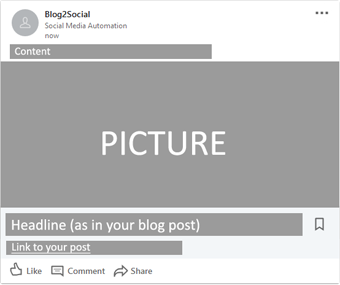 Blog2Social
Social Media Automation
now
Content
PICTURE
Headline (as in your blog post)
Link to your post
Like Comment Share